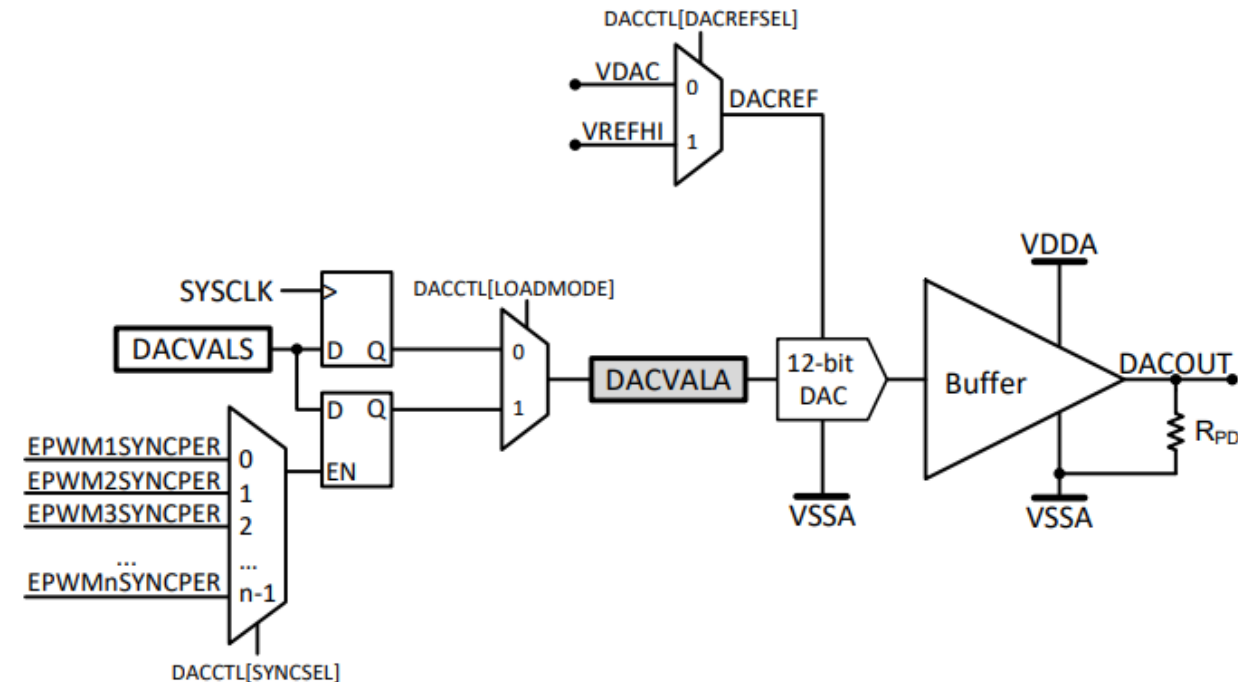 DACCTL[DACREFSEL]
VDAC
0
DACREF
VREFHI
1
VDDA
SYSCLK
>
DACCTL[LOADMODE]
DACVALS
D Q
0
DACVALA
12-bit
DAC
Buffer
DACOUT
D Q
1
RPD
EPWM1SYNCPER
0
EN
EPWM2SYNCPER
1
EPWM3SYNCPER
2
VSSA
VSSA
...
...
EPWMnSYNCPER
n-1
DACCTL[SYNCSEL]